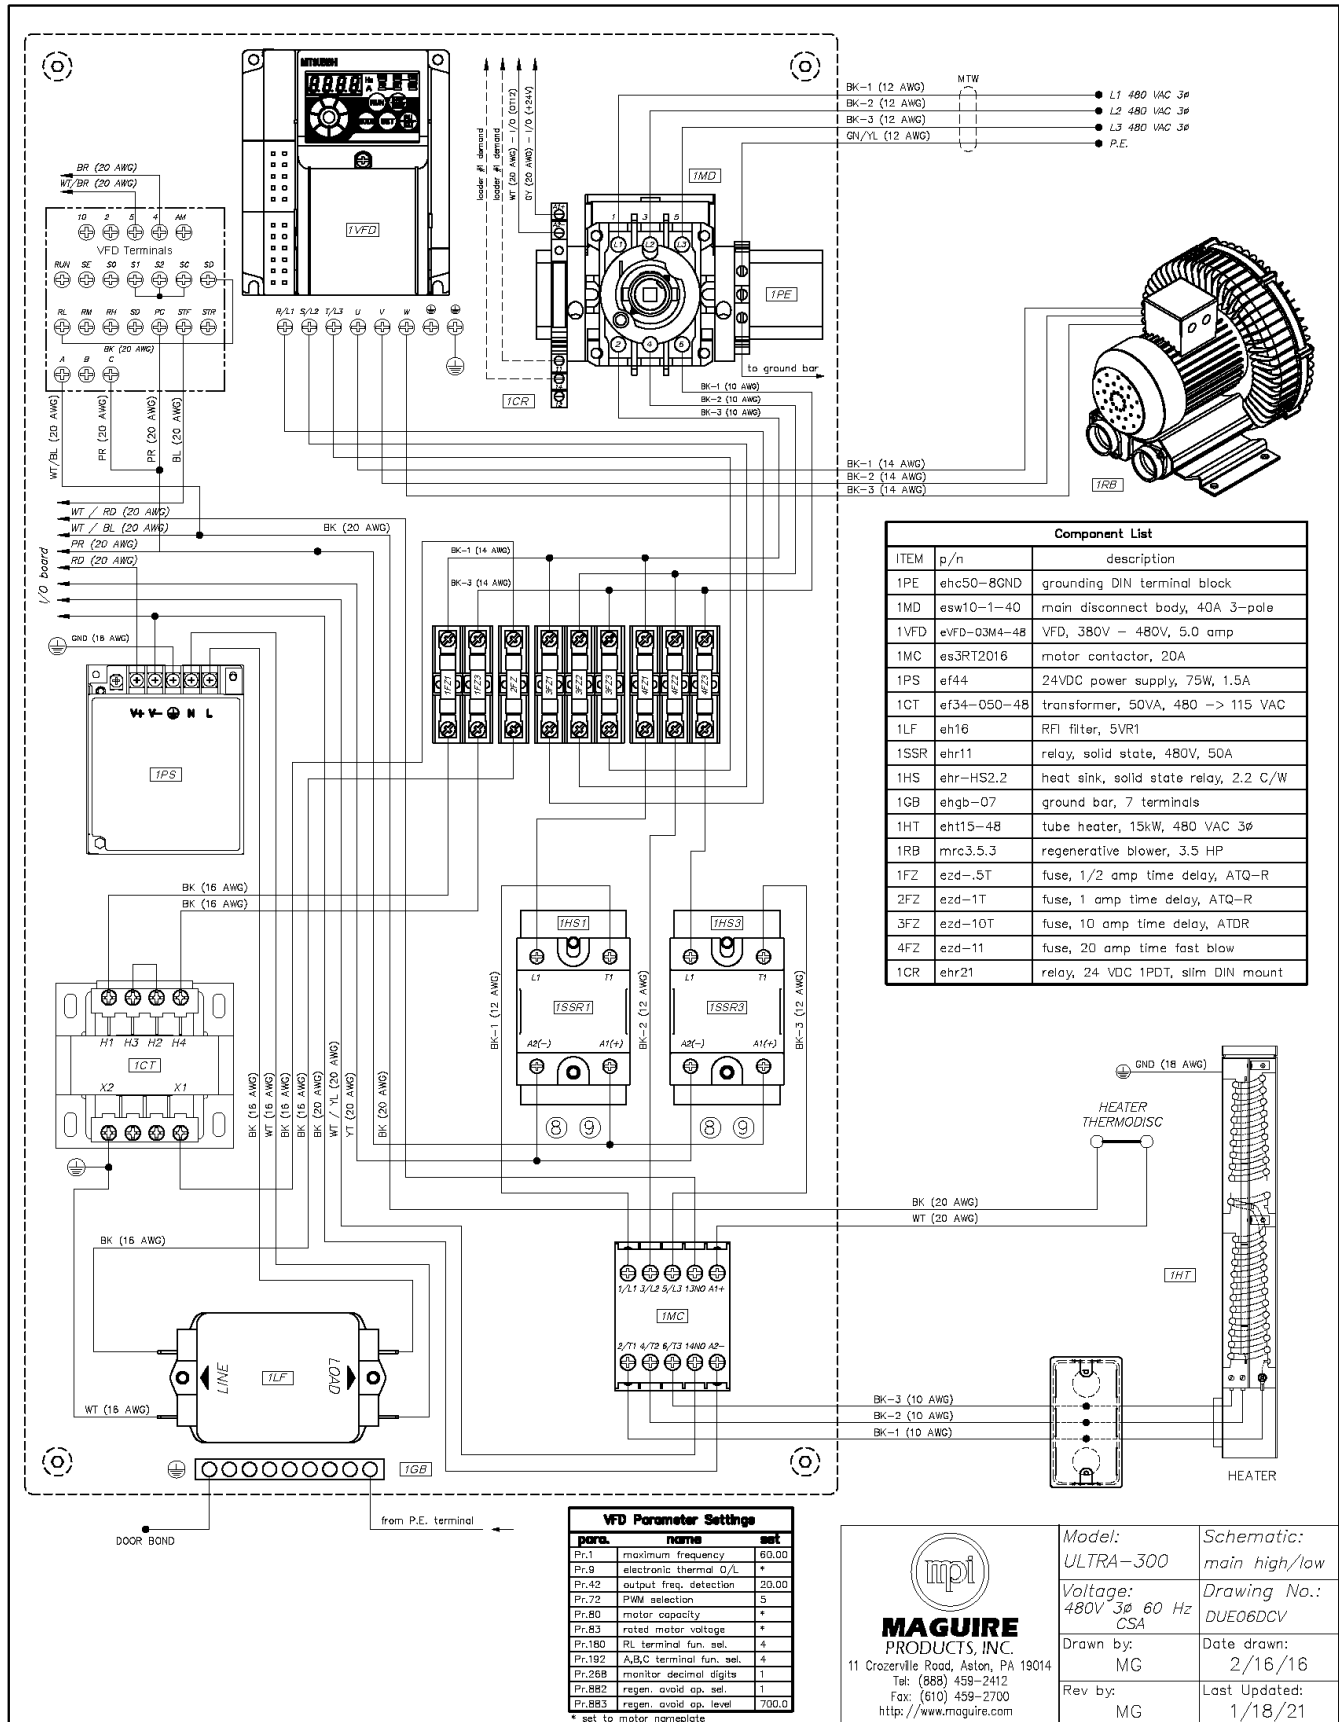 MITSUBISHI
Hz
A
RUN
MODE
SET
1VFD
loader #1 demand
loader #1 demand
WT (20 AWG) - I/O (OT12)
GY (20 AWG) - I/O (+24V)
BK-1 (12 AWG)
BK-2 (12 AWG)
BK-3 (12 AWG)
GN/YL (12 AWG)
MTW
L1 480 VAC 3ø
L2 480 VAC 3ø
L3 480 VAC 3ø
P.E.
BR (20 AWG)
WT/BR (20 AWG)
10 2 5 4 AM
VFD Terminals
RUN SE S0 S1 S2 SC SD
RL RM RH SD PC STF STR
BK (20 AWG)
A B C
R/L1 S/L2 T/L3 U V W
1MD
1 3 5
L1 L2 L3
2 4 6
1PE
1CR
to ground bar
BK-1 (10 AWG)
BK-2 (10 AWG)
BK-3 (10 AWG)
WT/BL (20 AWG)
PR (20 AWG)
PR (20 AWG)
BL (20 AWG)
BK-1 (14 AWG)
BK-2 (14 AWG)
BK-3 (14 AWG)
1RB
I/O board
WT / RD (20 AWG)
WT / BL (20 AWG)
PR (20 AWG)
RD (20 AWG)
BK (20 AWG)
GND (18 AWG)
BK-1 (14 AWG)
BK-3 (14 AWG)
1FZ1 1FZ3 2FZ 3FZ1 3FZ2 3FZ3 4FZ1 4FZ2 4FZ3
V+ V- N L
1PS
Component List
ITEM p/n description
1PE ehc50-8GND grounding DIN terminal block
1MD esw10-1-40 main disconnect body, 40A 3-pole
1VFD eVFD-03M4-48 VFD, 380V - 480V, 5.0 amp
1MC es3RT2016 motor contactor, 20A
1PS ef44 24VDC power supply, 75W, 1.5A
1CT ef34-050-48 transformer, 50VA, 480 -> 115 VAC
1LF eh16 RFI filter, 5VR1
1SSR ehr11 relay, solid state, 480V, 50A
1HS ehr-HS2.2 heat sink, solid state relay, 2.2 C/W
1GB ehgb-07 ground bar, 7 terminals
1HT eht15-48 tube heater, 15kW, 480 VAC 3ø
1RB mrc3.5.3 regenerative blower, 3.5 HP
1FZ ezd-.5T fuse, 1/2 amp time delay, ATQ-R
2FZ ezd-1T fuse, 1 amp time delay, ATQ-R
3FZ ezd-10T fuse, 10 amp time delay, ATDR
4FZ ezd-11 fuse, 20 amp time fast blow
1CR ehr21 relay, 24 VDC 1PDT, slim DIN mount
BK (16 AWG)
BK (16 AWG)
H1 H3 H2 H4
1CT
X2 X1
1HS1
L1 T1
1SSR1
A2(-) A1(+)
8 9
1HS3
L1 T1
1SSR3
A2(-) A1(+)
8 9
BK-1 (12 AWG)
BK-2 (12 AWG)
BK-3 (12 AWG)
BK (16 AWG)
WT (16 AWG)
BK (16 AWG)
BK (16 AWG)
BK (20 AWG)
WT / YL (20 AWG)
YT (20 AWG)
BK (20 AWG)
GND (18 AWG)
HEATER
THERMODISC
BK (20 AWG)
WT (20 AWG)
1HT
BK (16 AWG)
WT (16 AWG)
LINE
1LF
LOAD
1/L1 3/L2 5/L3 13NO A1+
1MC
2/T1 4/T2 6/T3 14NO A2-
BK-3 (10 AWG)
BK-2 (10 AWG)
BK-1 (10 AWG)
HEATER
1GB
DOOR BOND
from P.E. terminal
VFD Parameter Settings
para. name set
Pr.1 maximum frequency 60.00
Pr.9 electronic thermal O/L *
Pr.42 output freq. detection 20.00
Pr.72 PWM selection 5
Pr.80 motor capacity *
Pr.83 rated motor voltage *
Pr.180 RL terminal fun. sel. 4
Pr.192 A,B,C terminal fun. sel. 4
Pr.268 monitor decimal digits 1
Pr.882 regen. avoid op. sel. 1
Pr.883 regen. avoid op. level 700.0
* set to motor nameplate
mpi
MAGUIRE
PRODUCTS, INC.
11 Crozerville Road, Aston, PA 19014
Tel: (888) 459-2412
Fax: (610) 459-2700
http://www.maguire.com
Model:
ULTRA-300
Schematic:
main high/low
Voltage:
480V 3ø 60 Hz
CSA
Drawing No.:
DUE06DCV
Drawn by:
MG
Date drawn:
2/16/16
Rev by:
MG
Last Updated:
1/18/21